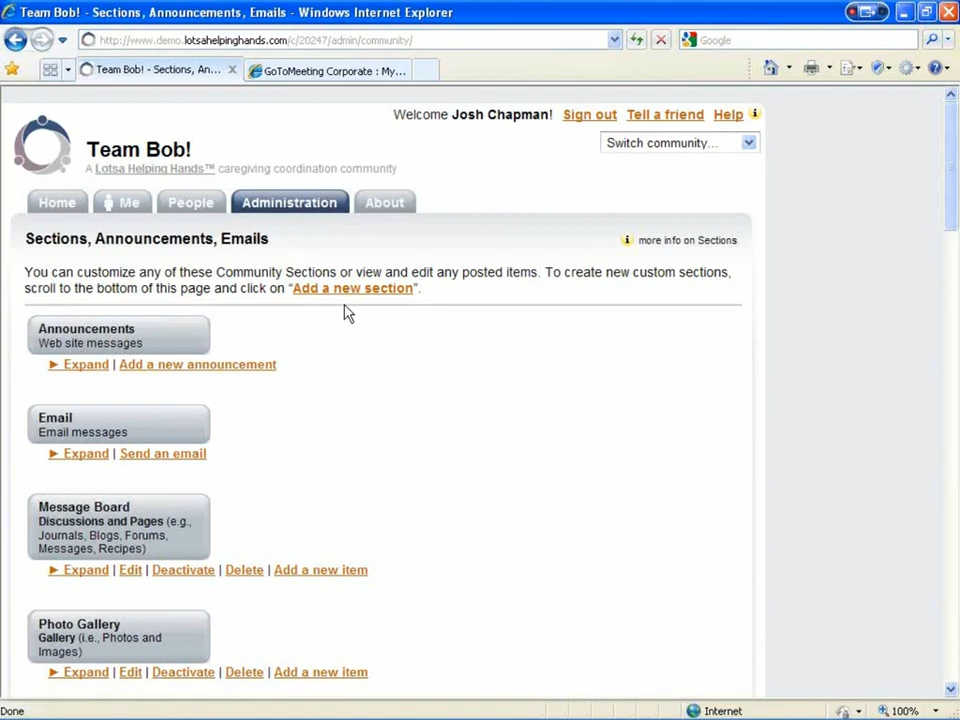 Team Bob! - Sections, Announcements, Emails - Windows Internet Explorer
http://www.demo.lotsahelpinghands.com/c/20247/admin/community/
Google
Team Bob! - Sections, An...
GoToMeeting Corporate : My...
Welcome Josh Chapman! Sign out Tell a friend Help
Team Bob!
Switch community...
A Lotsa Helping Hands™ caregiving coordination community
Home Me People Administration About
Sections, Announcements, Emails
more info on Sections
You can customize any of these Community Sections or view and edit any posted items. To create new custom sections,
scroll to the bottom of this page and click on “Add a new section”.
Announcements
Web site messages
► Expand | Add a new announcement
Email
Email messages
► Expand | Send an email
Message Board
Discussions and Pages (e.g.,
Journals, Blogs, Forums,
Messages, Recipes)
► Expand | Edit | Deactivate | Delete | Add a new item
Photo Gallery
Gallery (i.e., Photos and
Images)
► Expand | Edit | Deactivate | Delete | Add a new item
Done
Internet
100%